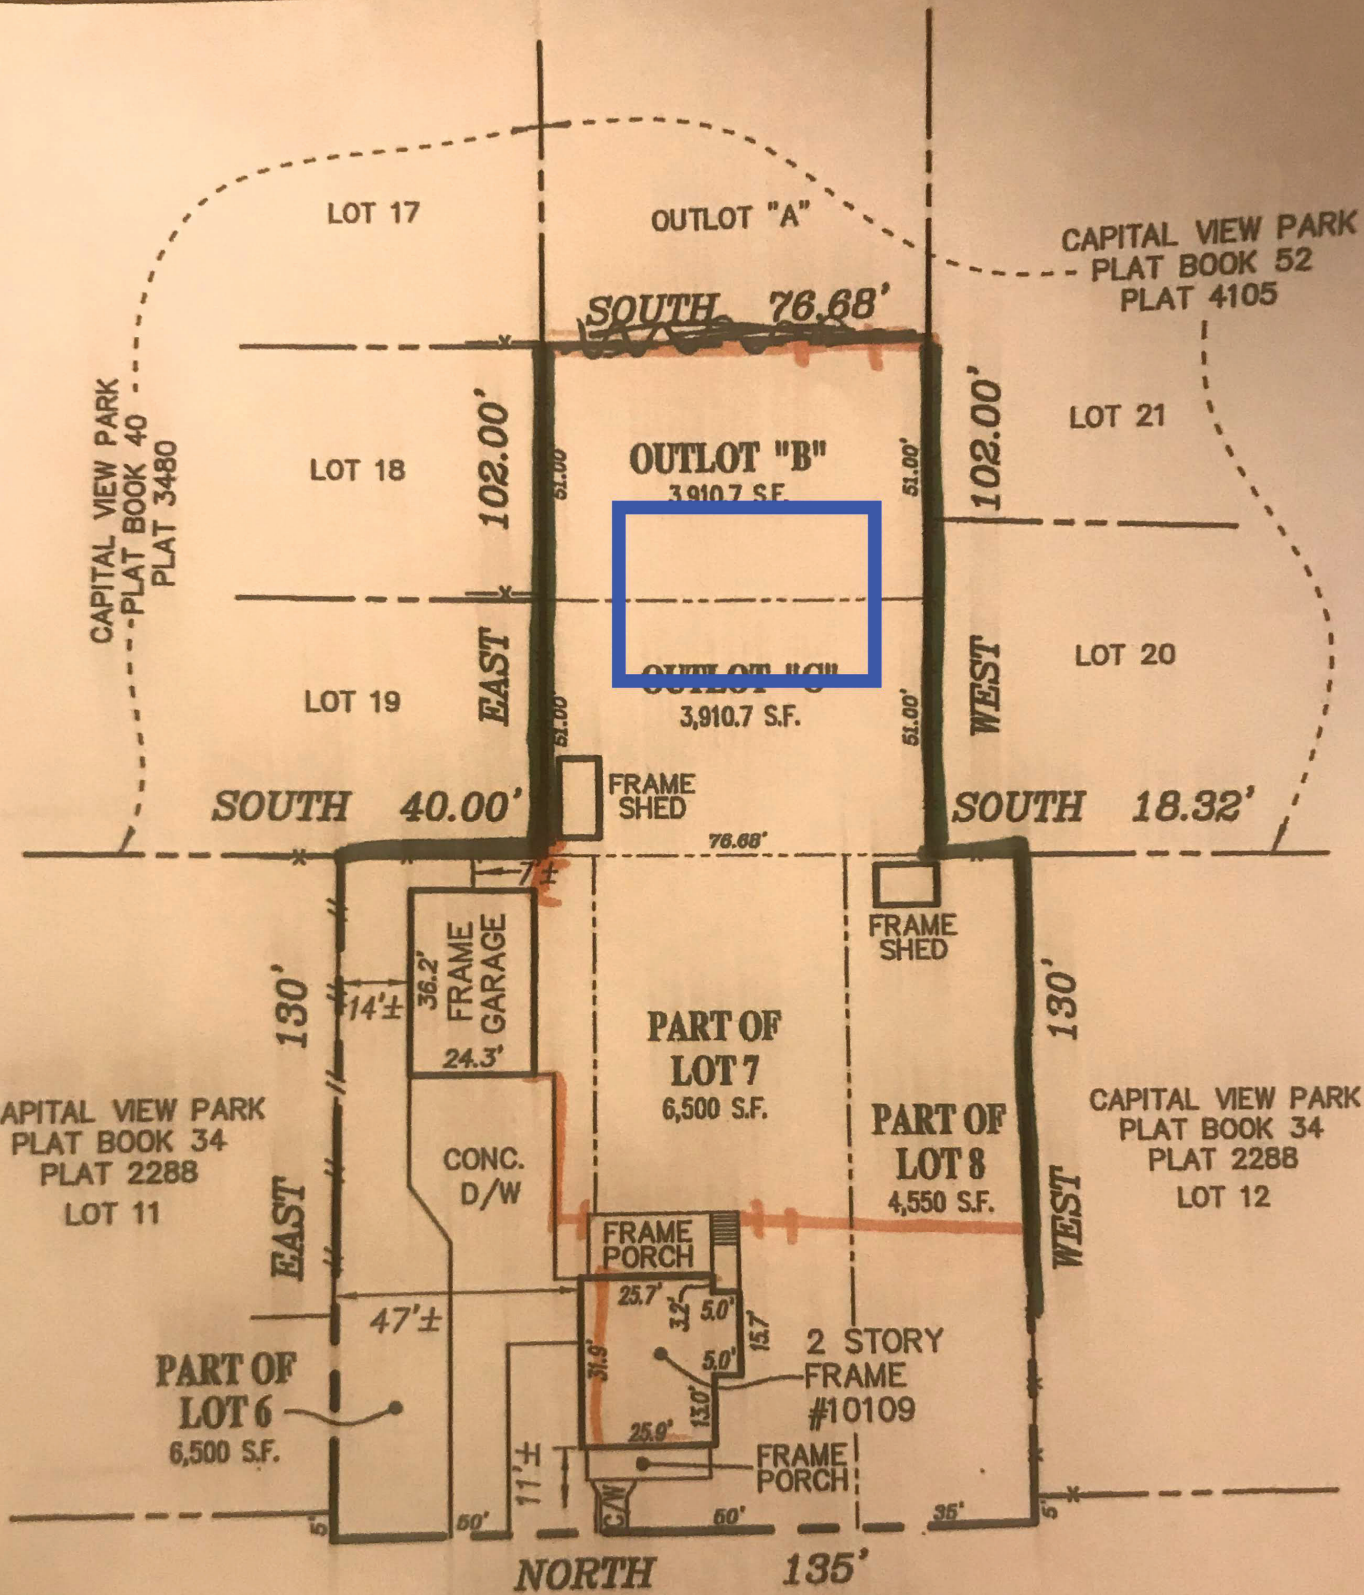 LOT 17
OUTLOT "A"
CAPITAL VIEW PARK
PLAT BOOK 52
PLAT 4105
SOUTH 76.68'
CAPITAL VIEW PARK
PLAT BOOK 40
PLAT 3480
LOT 18
102.00'
51.00'
OUTLOT "B"
3,910.7 S.F.
51.00'
102.00'
LOT 21
LOT 19
EAST
51.00'
OUTLOT "C"
3,910.7 S.F.
51.00'
WEST
LOT 20
SOUTH 40.00'
FRAME
SHED
76.68'
SOUTH 18.32'
7'±
FRAME
SHED
130'
14'±
36.2'
FRAME
GARAGE
24.3'
PART OF
LOT 7
6,500 S.F.
130'
APITAL VIEW PARK
PLAT BOOK 34
PLAT 2288
LOT 11
CONC.
D/W
PART OF
LOT 8
4,550 S.F.
CAPITAL VIEW PARK
PLAT BOOK 34
PLAT 2288
LOT 12
EAST
FRAME
PORCH
WEST
47'±
25.7'
3.2'
5.0'
15.7'
31.9'
5.0'
13.0'
25.9'
2 STORY
FRAME
#10109
PART OF
LOT 6
6,500 S.F.
11'±
FRAME
PORCH
C/W
5'
50'
50'
35'
5'
NORTH 135'